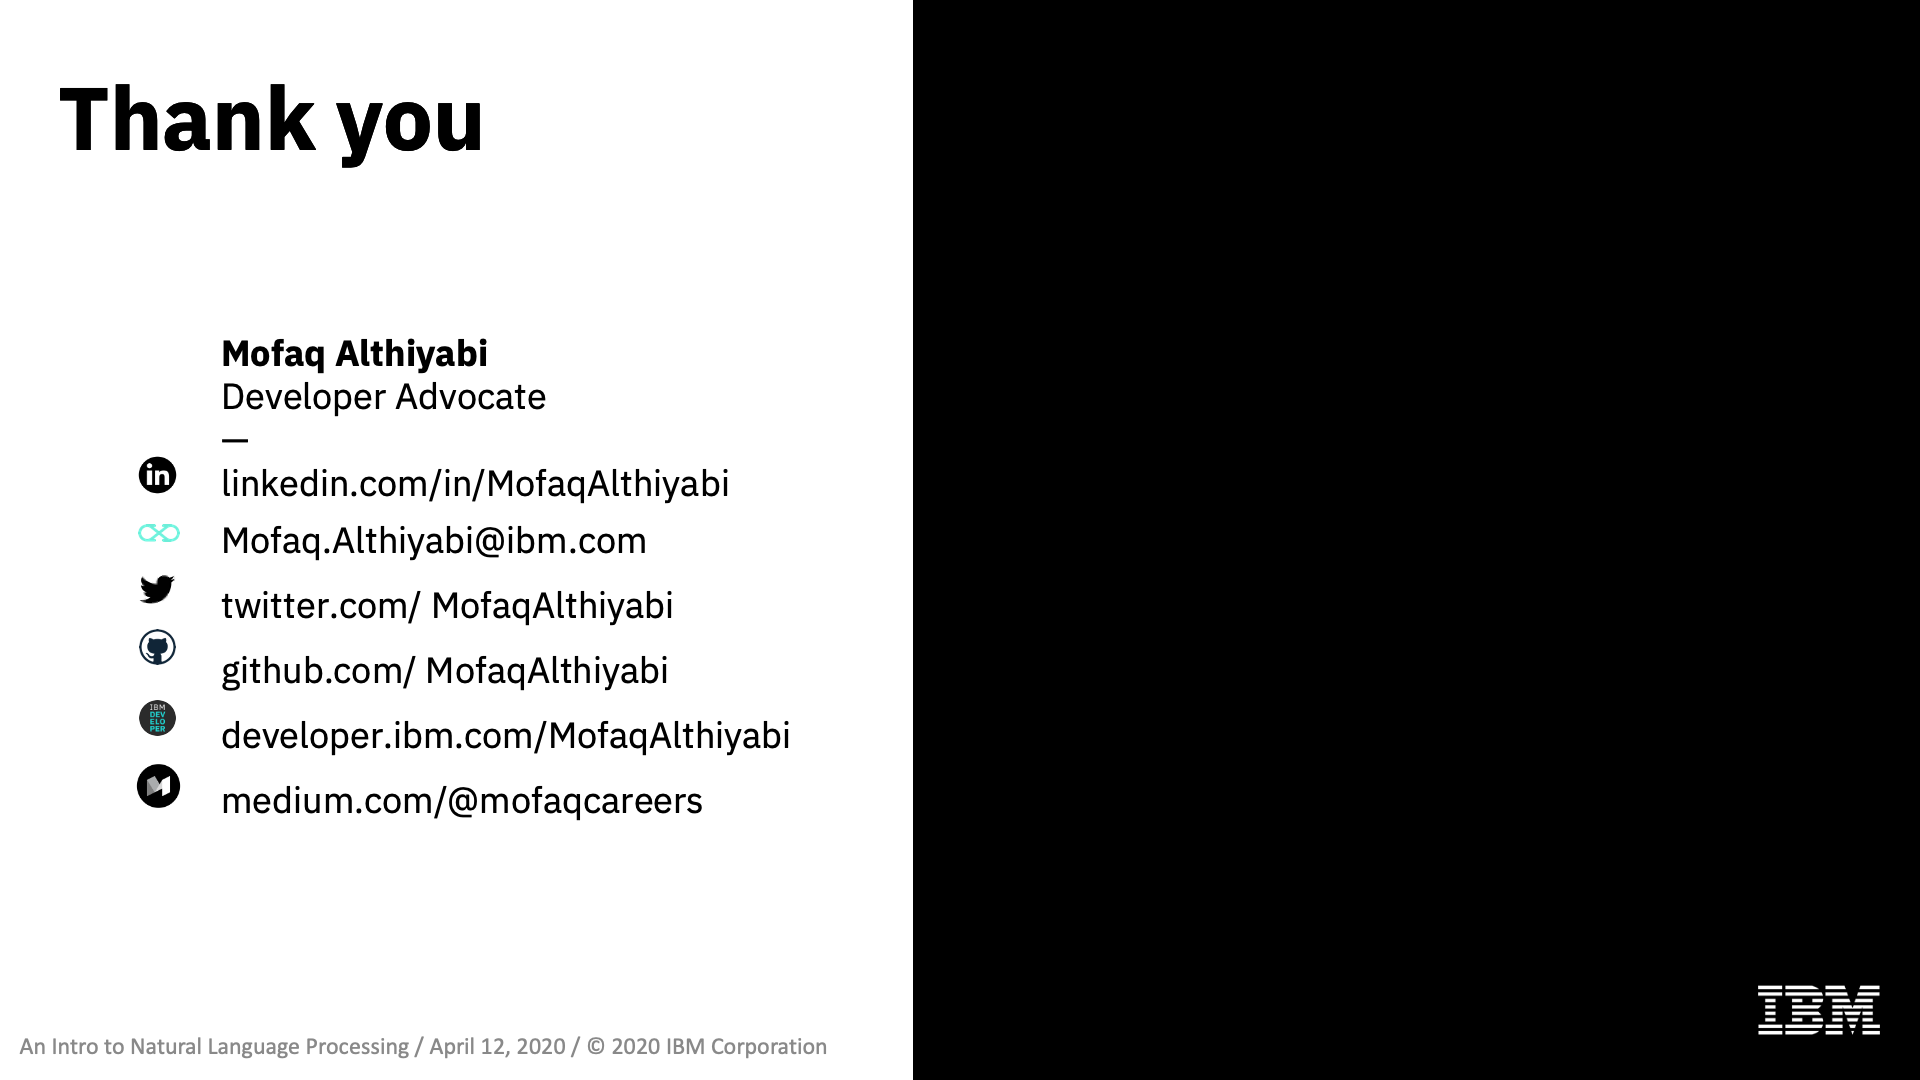 Thank you
Mofaq Althiyabi
Developer Advocate
—
in
linkedin.com/in/MofaqAlthiyabi
Mofaq.Althiyabi@ibm.com
twitter.com/ MofaqAlthiyabi
github.com/ MofaqAlthiyabi
IBM
DEV
ELO
PER
developer.ibm.com/MofaqAlthiyabi
medium.com/@mofaqcareers
An Intro to Natural Language Processing / April 12, 2020 / © 2020 IBM Corporation
IBM